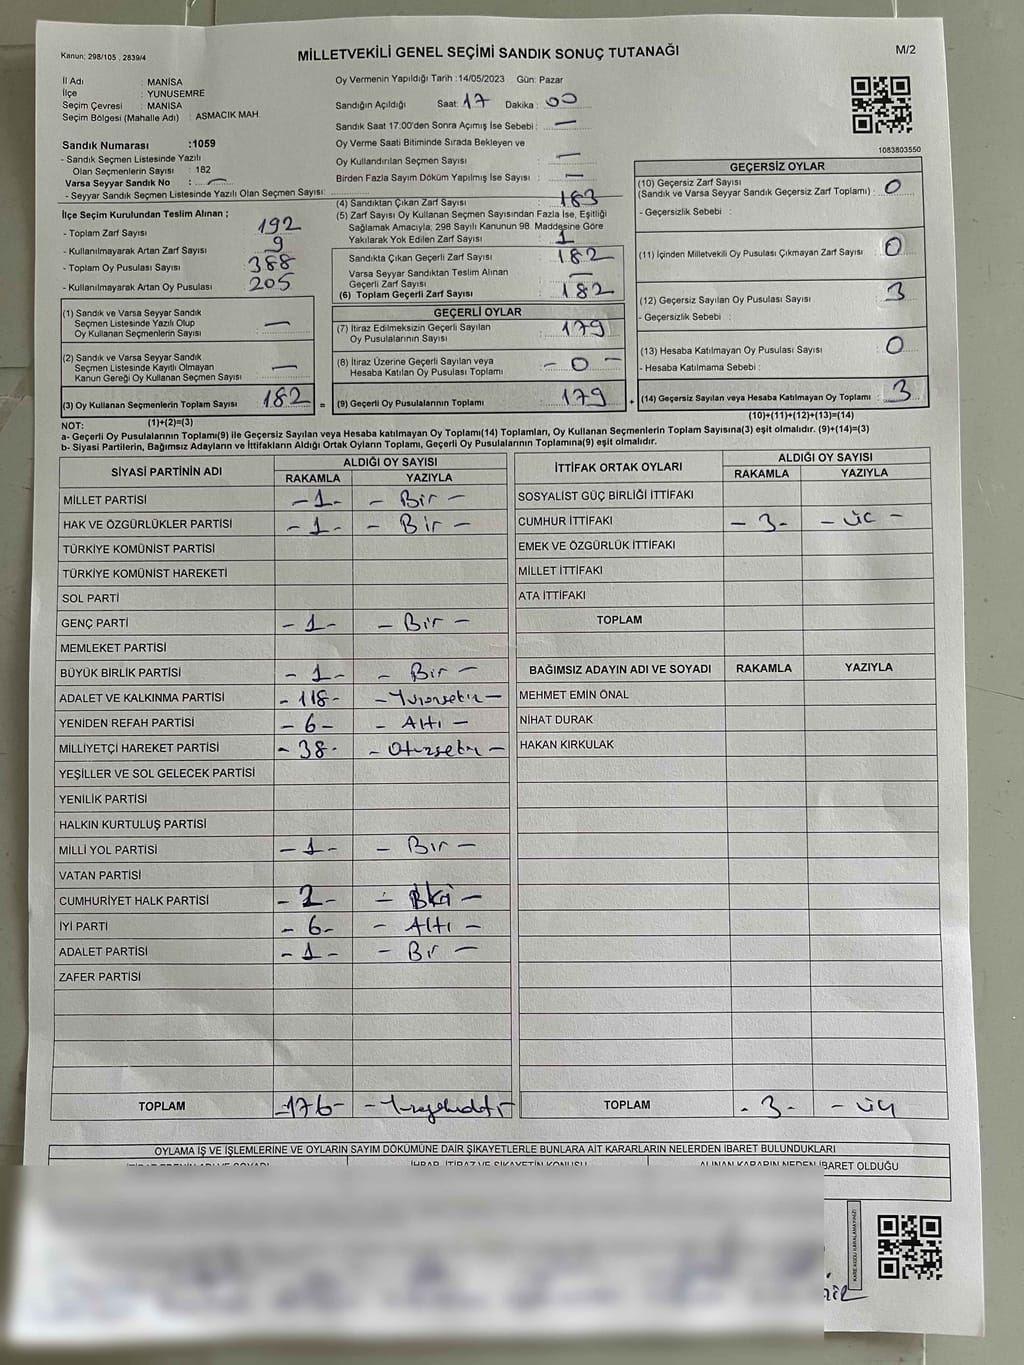 Kanun; 298/105 . 2839/4
MİLLETVEKİLİ GENEL SEÇİMİ SANDIK SONUÇ TUTANAĞI
M/2
İl Adı : MANİSA
İlçe : YUNUSEMRE
Seçim Çevresi : MANİSA
Seçim Bölgesi (Mahalle Adı) : ASMACIK MAH.
Sandık Numarası :1059
- Sandık Seçmen Listesinde Yazılı
Olan Seçmenlerin Sayısı : 182
Varsa Seyyar Sandık No : —
- Seyyar Sandık Seçmen Listesinde Yazılı Olan Seçmen Sayısı:
Oy Vermenin Yapıldığı Tarih :14/05/2023 Gün: Pazar
Sandığın Açıldığı Saat: 17 Dakika : 00
Sandık Saat 17:00'den Sonra Açımış İse Sebebi : —
Oy Verme Saati Bitiminde Sırada Bekleyen ve
Oy Kullandırılan Seçmen Sayısı : —
Birden Fazla Sayım Döküm Yapılmış İse Sayısı : —
1083803550
İlçe Seçim Kurulundan Teslim Alınan ;
- Toplam Zarf Sayısı : 192
- Kullanılmayarak Artan Zarf Sayısı : 9
- Toplam Oy Pusulası Sayısı : 388
- Kullanılmayarak Artan Oy Pusulası : 205
(1) Sandık ve Varsa Seyyar Sandık
Seçmen Listesinde Yazılı Olup
Oy Kullanan Seçmenlerin Sayısı : —
(2) Sandık ve Varsa Seyyar Sandık
Seçmen Listesinde Kayıtlı Olmayan
Kanun Gereği Oy Kullanan Seçmen Sayısı : —
(3) Oy Kullanan Seçmenlerin Toplam Sayısı : 182 =
(1)+(2)=(3)
(4) Sandıktan Çıkan Zarf Sayısı : 183
(5) Zarf Sayısı Oy Kullanan Seçmen Sayısından Fazla İse, Eşitliği
Sağlamak Amacıyla; 298 Sayılı Kanunun 98. Maddesine Göre
Yakılarak Yok Edilen Zarf Sayısı : 1
Sandıkta Çıkan Geçerli Zarf Sayısı : 182
Varsa Seyyar Sandıktan Teslim Alınan
Geçerli Zarf Sayısı : —
(6) Toplam Geçerli Zarf Sayısı : 182
GEÇERLİ OYLAR
(7) İtiraz Edilmeksizin Geçerli Sayılan
Oy Pusulalarının Sayısı : 179
(8) İtiraz Üzerine Geçerli Sayılan veya
Hesaba Katılan Oy Pusulası Toplamı : - 0 -
(9) Geçerli Oy Pusulalarının Toplamı : 179 +
GEÇERSİZ OYLAR
(10) Geçersiz Zarf Sayısı
(Sandık ve Varsa Seyyar Sandık Geçersiz Zarf Toplamı) : 0
- Geçersizlik Sebebi :
(11) İçinden Milletvekili Oy Pusulası Çıkmayan Zarf Sayısı : 0
(12) Geçersiz Sayılan Oy Pusulası Sayısı : 3
- Geçersizlik Sebebi :
(13) Hesaba Katılmayan Oy Pusulası Sayısı : 0
- Hesaba Katılmama Sebebi :
(14) Geçersiz Sayılan veya Hesaba Katılmayan Oy Toplamı : 3
(10)+(11)+(12)+(13)=(14)
NOT:
a- Geçerli Oy Pusulalarının Toplamı(9) ile Geçersiz Sayılan veya Hesaba katılmayan Oy Toplamı(14) Toplamları, Oy Kullanan Seçmenlerin Toplam Sayısına(3) eşit olmalıdır. (9)+(14)=(3)
b- Siyasi Partilerin, Bağımsız Adayların ve İttifakların Aldığı Ortak Oyların Toplamı, Geçerli Oy Pusulalarının Toplamına(9) eşit olmalıdır.
SİYASİ PARTİNİN ADI ALDIĞI OY SAYISI
RAKAMLA YAZIYLA
MİLLET PARTİSİ -1- - Bir -
HAK VE ÖZGÜRLÜKLER PARTİSİ -1- - Bir -
TÜRKİYE KOMÜNİST PARTİSİ
TÜRKİYE KOMÜNİST HAREKETİ
SOL PARTİ
GENÇ PARTİ -1- - Bir -
MEMLEKET PARTİSİ
BÜYÜK BİRLİK PARTİSİ -1- - Bir -
ADALET VE KALKINMA PARTİSİ -118-
YENİDEN REFAH PARTİSİ -6- - Altı -
MİLLİYETÇİ HAREKET PARTİSİ -38- - Otuzsekiz -
YEŞİLLER VE SOL GELECEK PARTİSİ
YENİLİK PARTİSİ
HALKIN KURTULUŞ PARTİSİ
MİLLİ YOL PARTİSİ -1- - Bir -
VATAN PARTİSİ
CUMHURİYET HALK PARTİSİ -2-
İYİ PARTİ -6- - Altı -
ADALET PARTİSİ -1- - Bir -
ZAFER PARTİSİ
TOPLAM -176-
İTTİFAK ORTAK OYLARI ALDIĞI OY SAYISI
RAKAMLA YAZIYLA
SOSYALİST GÜÇ BİRLİĞİ İTTİFAKI
CUMHUR İTTİFAKI -3- - üc -
EMEK VE ÖZGÜRLÜK İTTİFAKI
MİLLET İTTİFAKI
ATA İTTİFAKI
TOPLAM
BAĞIMSIZ ADAYIN ADI VE SOYADI RAKAMLA YAZIYLA
MEHMET EMİN ÖNAL
NİHAT DURAK
HAKAN KIRKULAK
TOPLAM -3- - üç
OYLAMA İŞ VE İŞLEMLERİNE VE OYLARIN SAYIM DÖKÜMÜNE DAİR ŞİKAYETLERLE BUNLARA AİT KARARLARIN NELERDEN İBARET BULUNDUKLARI
İHBAR, İTİRAZ VE ŞİKAYETİN KONUSU
ALINAN KARARIN NEDEN İBARET OLDUĞU